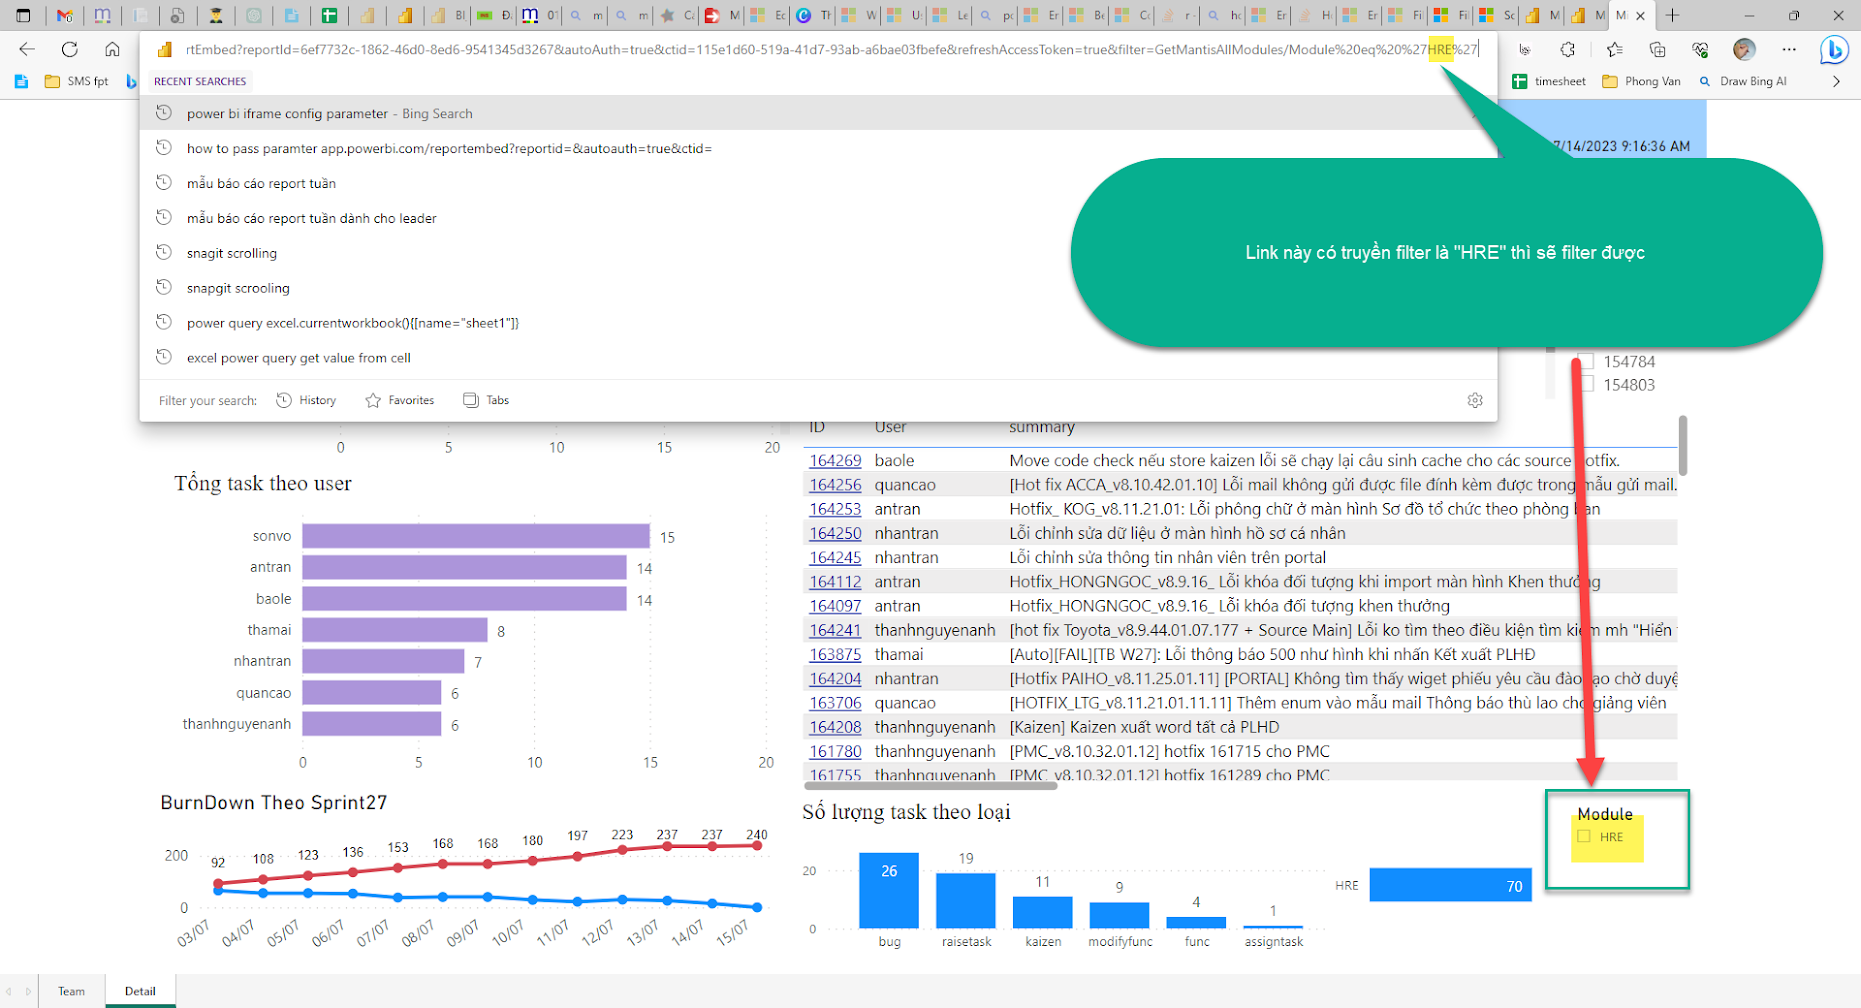 rtEmbed?reportId=6ef7732c-1862-46d0-8ed6-9541345d3267&autoAuth=true&ctid=115e1d60-519a-41d7-93ab-a6bae03fbefe&refreshAccessToken=true&filter=GetMantisAllModules/Module%20eq%20%27HRE%27
SMS fpt
timesheet
Phong Van
Draw Bing AI
RECENT SEARCHES
power bi iframe config parameter - Bing Search
how to pass paramter app.powerbi.com/reportembed?reportid=&autoauth=true&ctid=
mẫu báo cáo report tuần
mẫu báo cáo report tuần dành cho leader
snagit scrolling
snapgit scrooling
power query excel.currentworkbook(){[name="sheet1"]}
excel power query get value from cell
Filter your search:
History
Favorites
Tabs
7/14/2023 9:16:36 AM
Link này có truyền filter là "HRE" thì sẽ filter được
154784
154803
0 5 10 15 20
Tổng task theo user
sonvo 15
antran 14
baole 14
thamai 8
nhantran 7
quancao 6
thanhnguyenanh 6
0 5 10 15 20
ID User summary
164269 baole Move code check nếu store kaizen lỗi sẽ chạy lại câu sinh cache cho các source hotfix.
164256 quancao [Hot fix ACCA_v8.10.42.01.10] Lỗi mail không gửi được file đính kèm được trong mẫu gửi mail.
164253 antran Hotfix_ KOG_v8.11.21.01: Lỗi phông chữ ở màn hình Sơ đồ tổ chức theo phòng ban
164250 nhantran Lỗi chỉnh sửa dữ liệu ở màn hình hồ sơ cá nhân
164245 nhantran Lỗi chỉnh sửa thông tin nhân viên trên portal
164112 antran Hotfix_HONGNGOC_v8.9.16_ Lỗi khóa đối tượng khi import màn hình Khen thưởng
164097 antran Hotfix_HONGNGOC_v8.9.16_ Lỗi khóa đối tượng khen thưởng
164241 thanhnguyenanh [hot fix Toyota_v8.9.44.01.07.177 + Source Main] Lỗi ko tìm theo điều kiện tìm kiếm mh "Hiển
163875 thamai [Auto][FAIL][TB W27]: Lỗi thông báo 500 như hình khi nhấn Kết xuất PLHĐ
164204 nhantran [Hotfix PAIHO_v8.11.25.01.11] [PORTAL] Không tìm thấy wiget phiếu yêu cầu đào tạo chờ duyệ
163706 quancao [HOTFIX_LTG_v8.11.21.01.11.11] Thêm enum vào mẫu mail Thông báo thù lao cho giảng viên
164208 thanhnguyenanh [Kaizen] Kaizen xuất word tất cả PLHD
161780 thanhnguyenanh [PMC_v8.10.32.01.12] hotfix 161715 cho PMC
161755 thanhnguyenanh [PMC_v8.10.32.01.12] hotfix 161289 cho PMC
BurnDown Theo Sprint27
200
0
92 108 123 136 153 168 168 180 197 223 237 237 240
03/07 04/07 05/07 06/07 07/07 08/07 09/07 10/07 11/07 12/07 13/07 14/07 15/07
Số lượng task theo loại
20
0
26 19 11 9 4 1
bug raisetask kaizen modifyfunc func assigntask
HRE 70
Module
HRE
Team
Detail